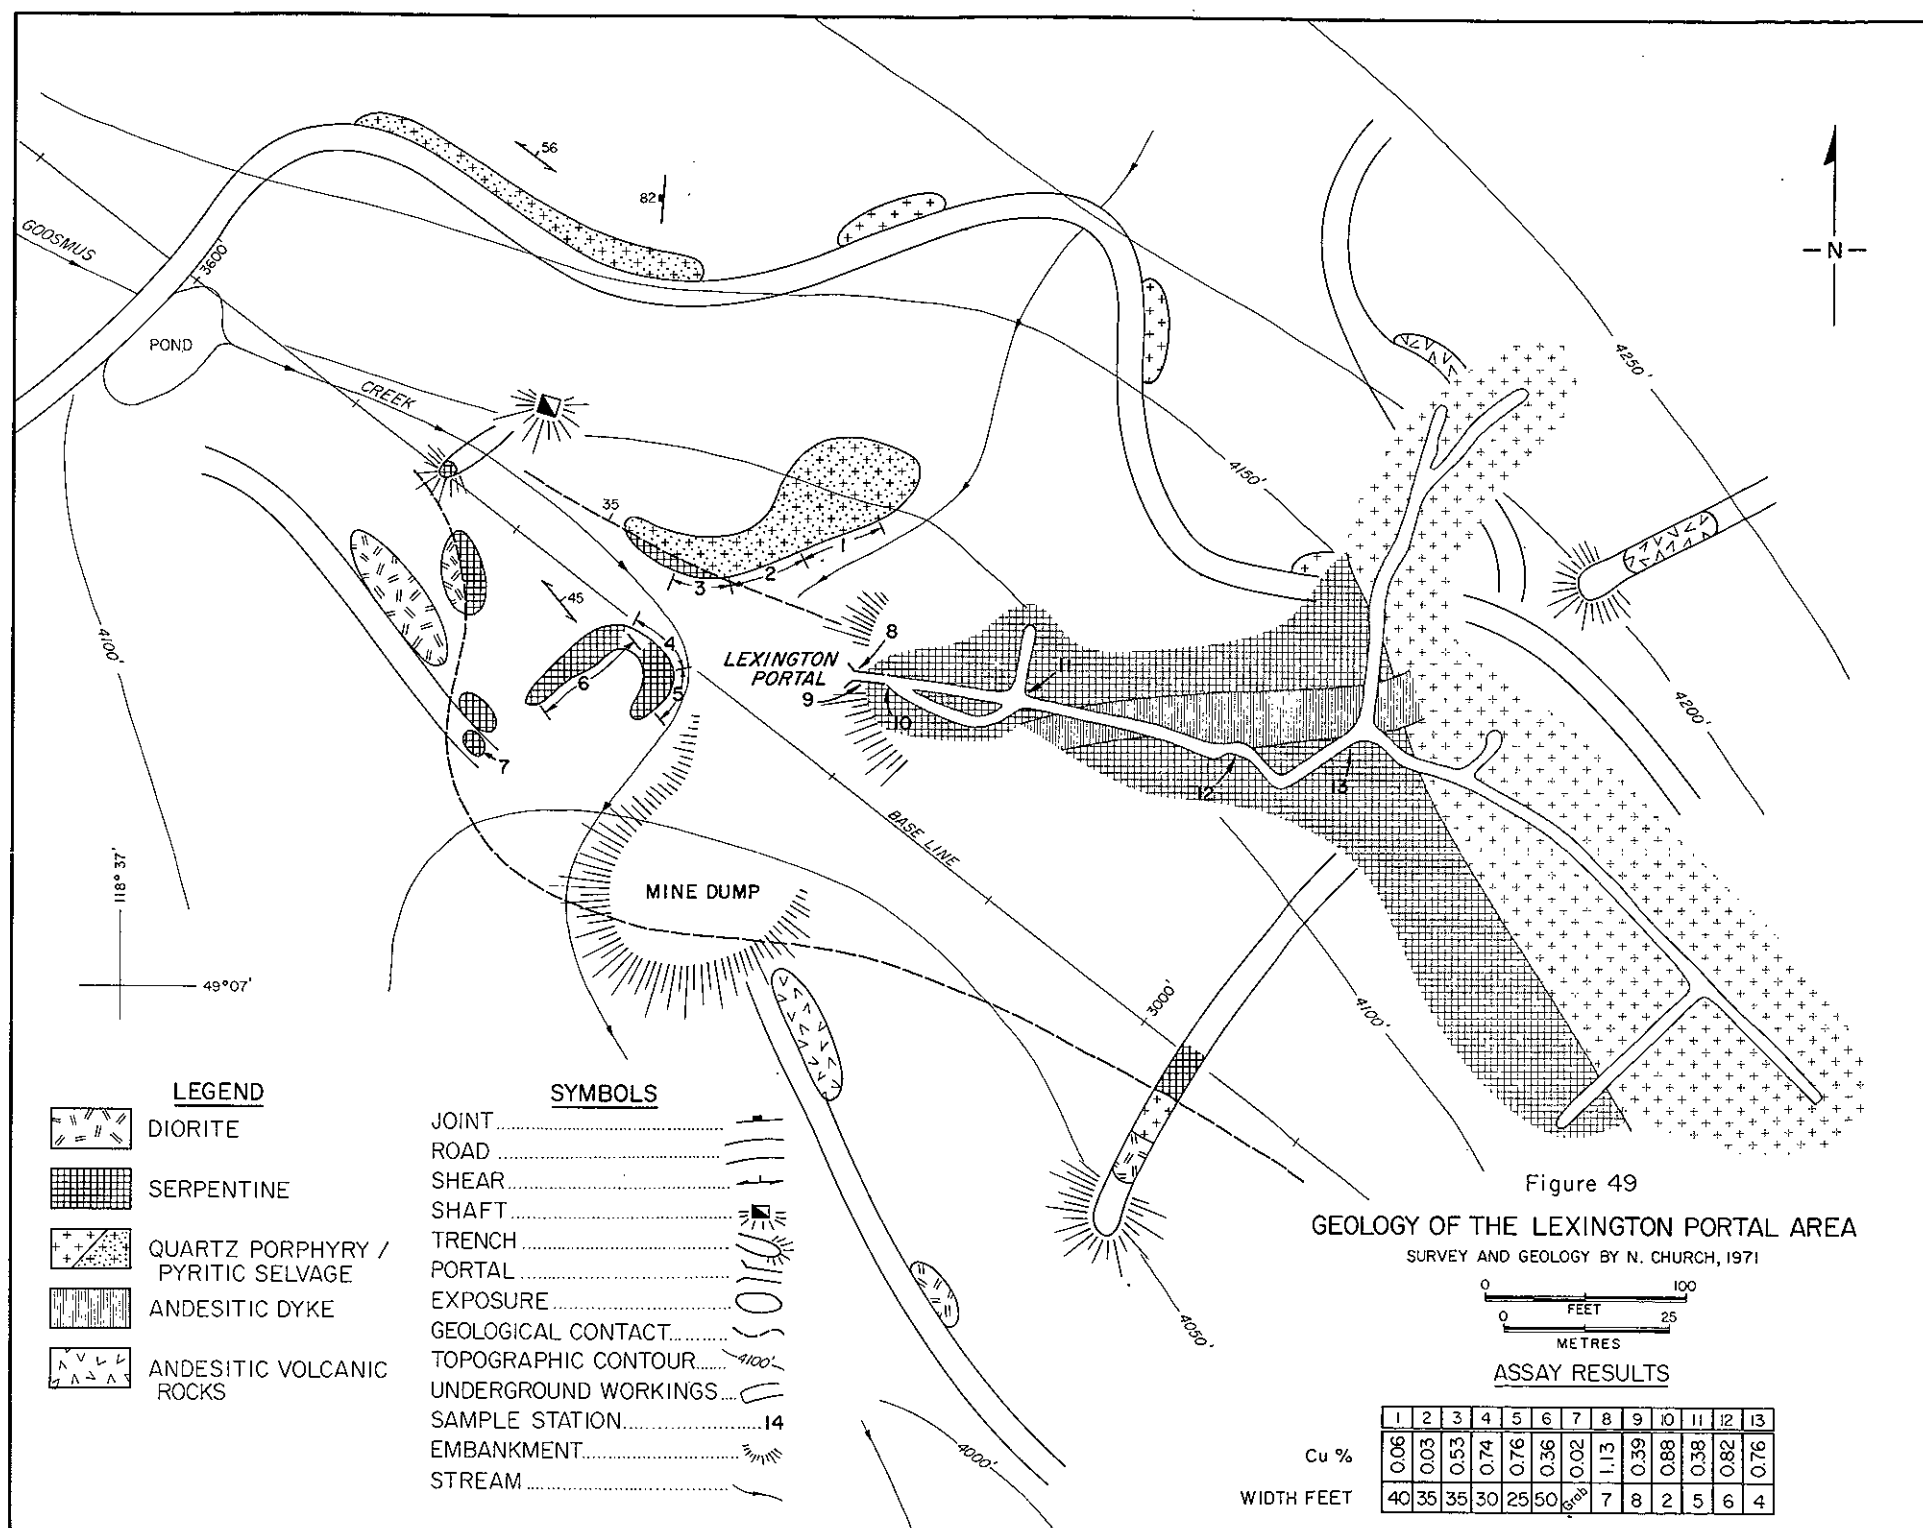 56
82
GOOSMUS
3600
N
POND
CREEK
4250'
35
4150'
1
2
3
45
4
5
6
7
4100'
8
LEXINGTON
PORTAL
9
10
11
12
13
4200'
BASE LINE
MINE DUMP
118° 37'
49°07'
3000'
4100'
4050'
4000'
LEGEND
DIORITE
SERPENTINE
QUARTZ PORPHYRY /
PYRITIC SELVAGE
ANDESITIC DYKE
ANDESITIC VOLCANIC
ROCKS
SYMBOLS
JOINT
ROAD
SHEAR
SHAFT
TRENCH
PORTAL
EXPOSURE
GEOLOGICAL CONTACT
TOPOGRAPHIC CONTOUR 4100'
UNDERGROUND WORKINGS
SAMPLE STATION 14
EMBANKMENT
STREAM
Figure 49
GEOLOGY OF THE LEXINGTON PORTAL AREA
SURVEY AND GEOLOGY BY N. CHURCH, 1971
0 100
FEET
0 25
METRES
ASSAY RESULTS
1 2 3 4 5 6 7 8 9 10 11 12 13
Cu % 0.06 0.03 0.53 0.74 0.76 0.36 0.02 1.13 0.39 0.88 0.38 0.82 0.76
WIDTH FEET 40 35 35 30 25 50 Grab 7 8 2 5 6 4